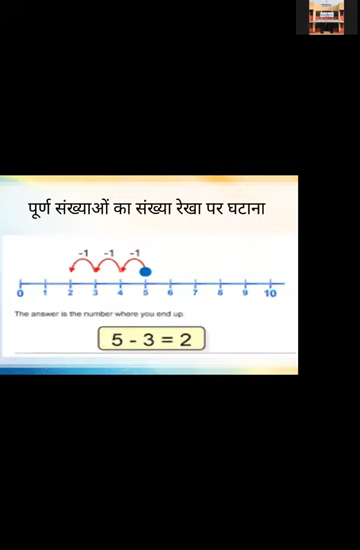 पूर्ण संख्याओं का संख्या रेखा पर घटाना
-1 -1 -1
0 1 2 3 4 5 6 7 8 9 10
The answer is the number where you end up.
5 - 3 = 2